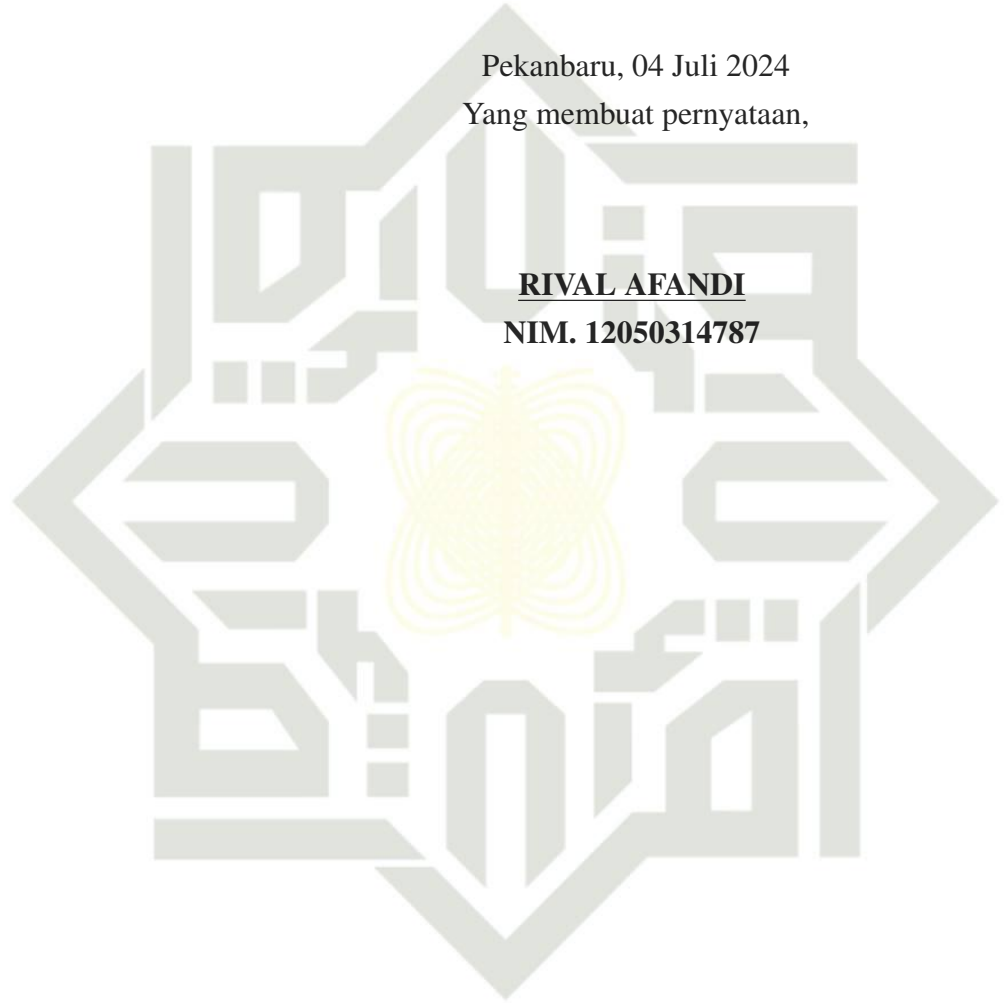 Pekanbaru, 04 Juli 2024
Yang membuat pernyataan,
RIVAL AFANDI
NIM. 12050314787